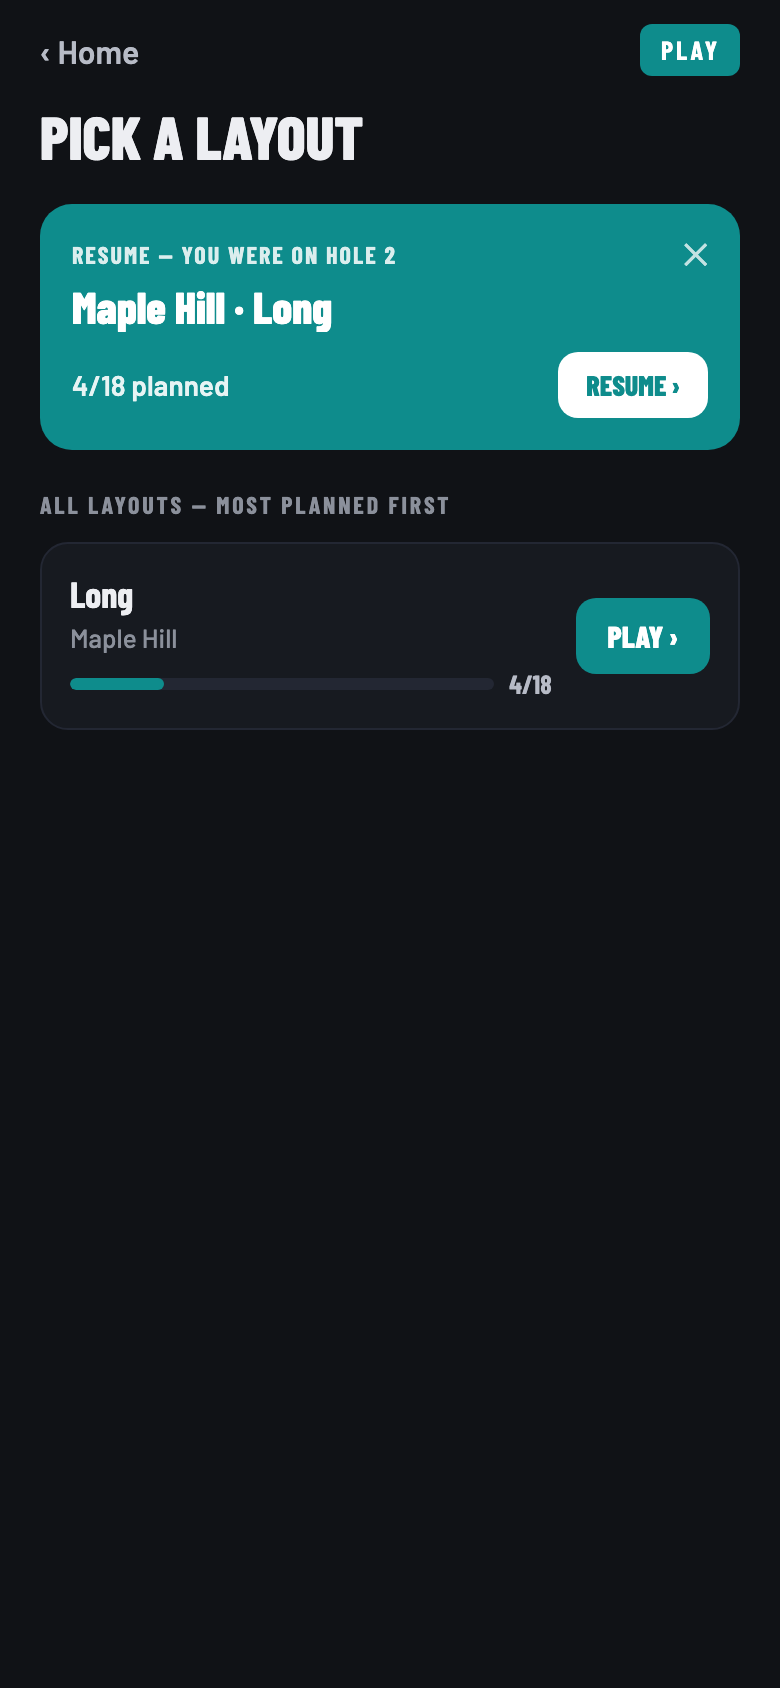 ‹ Home
PLAY
PICK A LAYOUT
RESUME – YOU WERE ON HOLE 2
Maple Hill · Long
4/18 planned
RESUME ›
ALL LAYOUTS – MOST PLANNED FIRST
Long
Maple Hill
4/18
PLAY ›